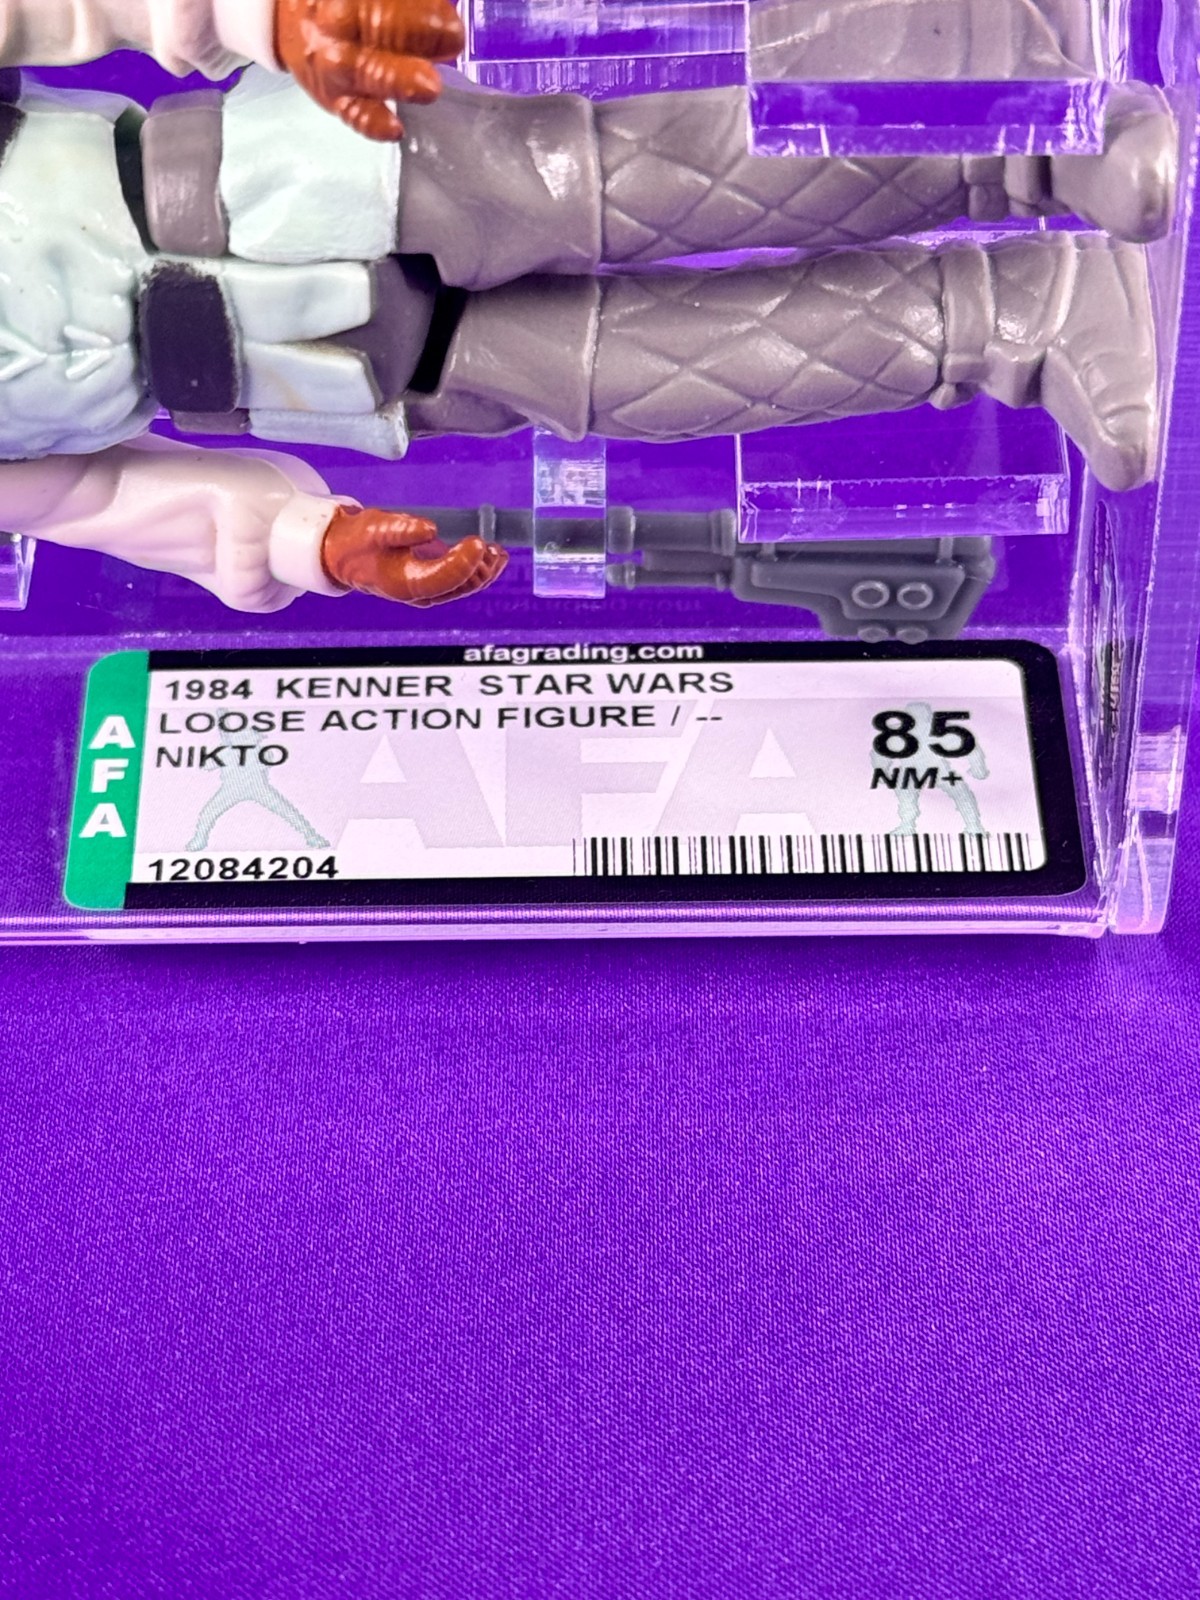 afagrading.com
AFA
1984 KENNER STAR WARS
LOOSE ACTION FIGURE / --
NIKTO
85
NM+
AFA
12084204